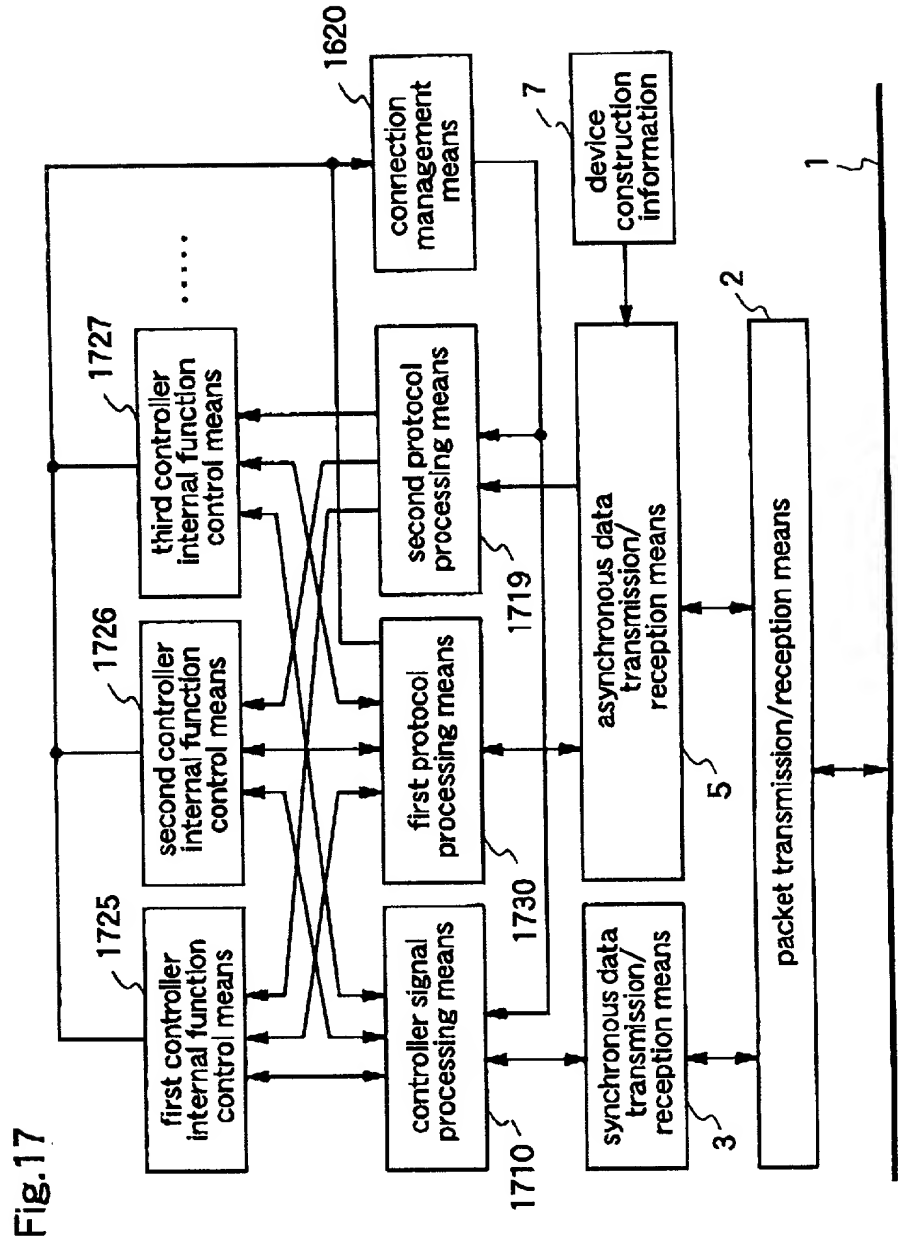 Fig.17
1725
first controller
internal function
control means
1726
second controller
internal function
control means
1727
third controller
internal function
control means
.....
controller signal
processing means
1710
first protocol
processing means
1730
second protocol
processing means
1719
connection
management
means
1620
synchronous data
transmission/
reception means
3
asynchronous data
transmission/
reception means
5
device
construction
information
7
packet transmission/reception means
2
1